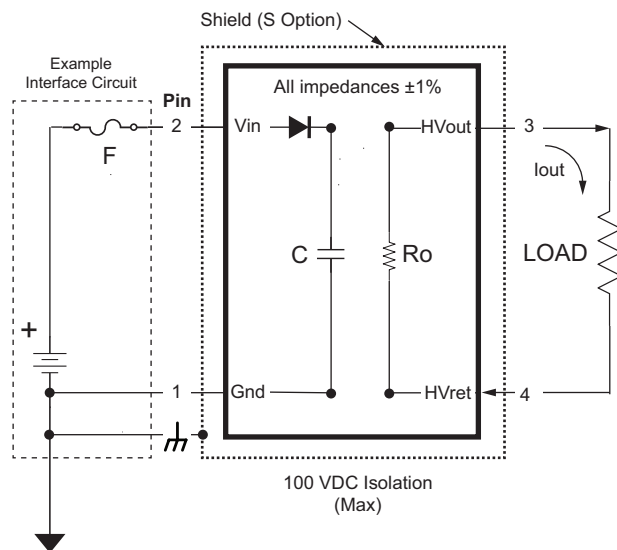 Shield (S Option)
Example
Interface Circuit
Pin
All impedances ±1%
2
Vin
HVout
3
F
Iout
C
Ro
LOAD
+
1
Gnd
HVret
4
100 VDC Isolation
(Max)